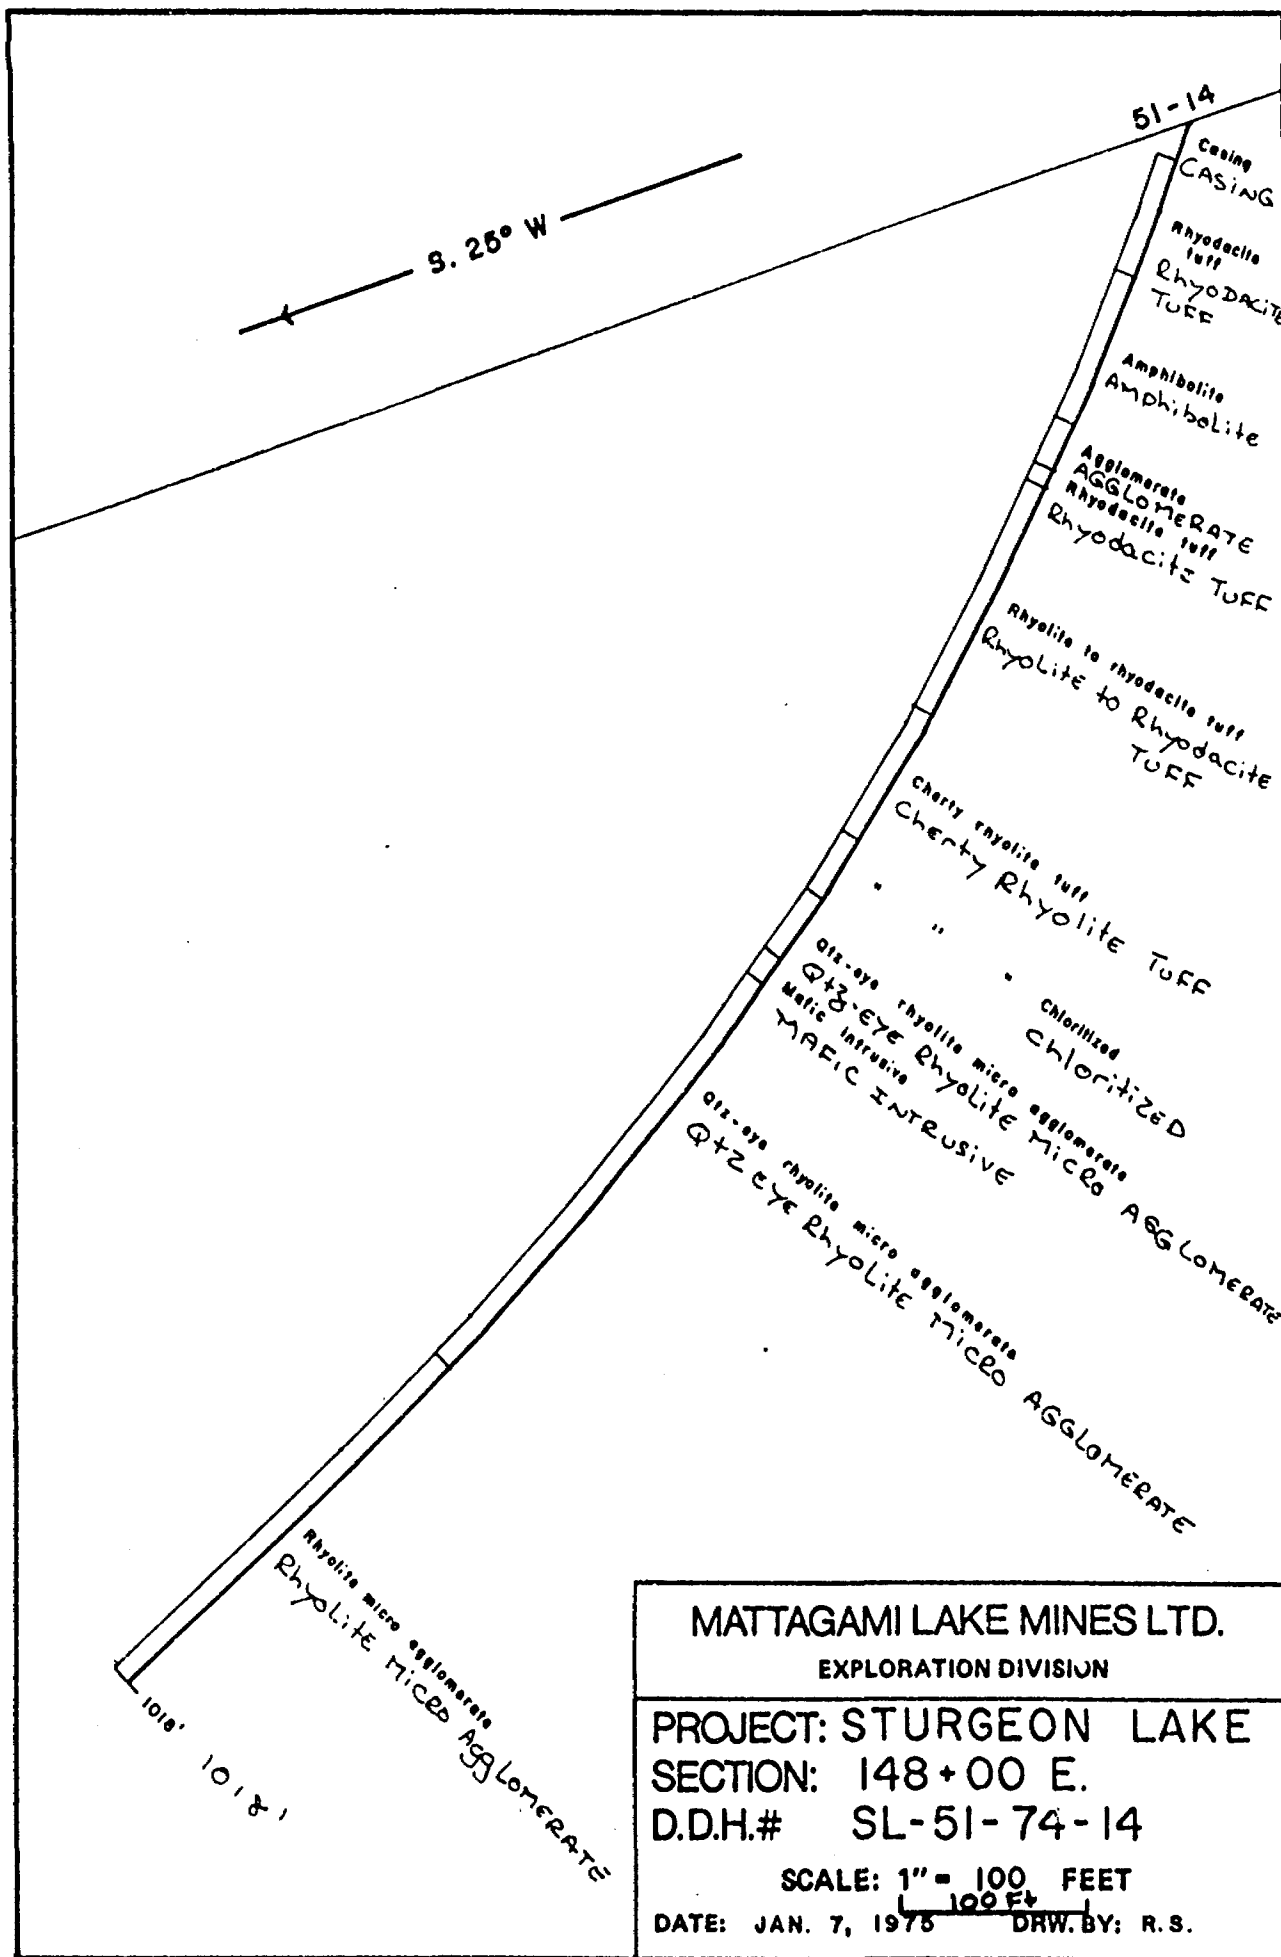 51-14
S. 25° W
Casing
CASING
Rhyodacite
tuff
RhyoDACiTE
TUFF
Amphibolite
AmphiboLite
Agglomerate
AGGLOMERATE
Rhyodacite tuff
Rhyodacite TUFF
Rhyolite to rhyodacite tuff
RhyoLite to Rhyodacite
TUFF
Cherty rhyolite tuff
Cherty Rhyolite TUFF
" " " Chloritized
Chloritized
Qtz-eye rhyolite micro agglomerate
Qtz-EYE RhyoLite Micro AGGLOMERATE
Mafic intrusive
MAFIC INTRUSIVE
Qtz-eye rhyolite micro agglomerate
Qtz EYE RhyoLite Micro AGGLOMERATE
Rhyolite micro agglomerate
RhyoLite Micro AggLOMERATE
1018'
1018'
MATTAGAMI LAKE MINES LTD.
EXPLORATION DIVISION
PROJECT: STURGEON LAKE
SECTION: 148+00 E.
D.D.H.# SL-51-74-14
SCALE: 1" = 100 FEET
100 Ft
DATE: JAN. 7, 1975 DRW. BY: R.S.